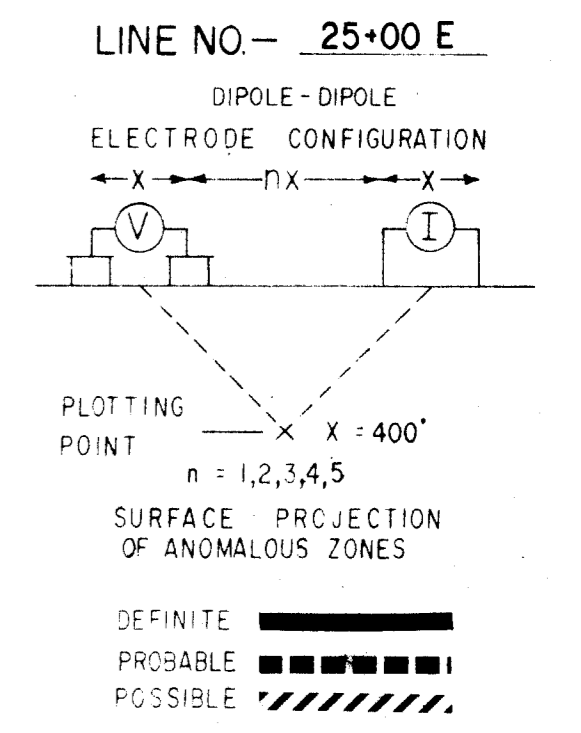 LINE NO.— 25+00 E
DIPOLE - DIPOLE
ELECTRODE CONFIGURATION
X nX X
V I
PLOTTING
POINT
X X = 400'
n = 1,2,3,4,5
SURFACE PROJECTION
OF ANOMALOUS ZONES
DEFINITE
PROBABLE
POSSIBLE